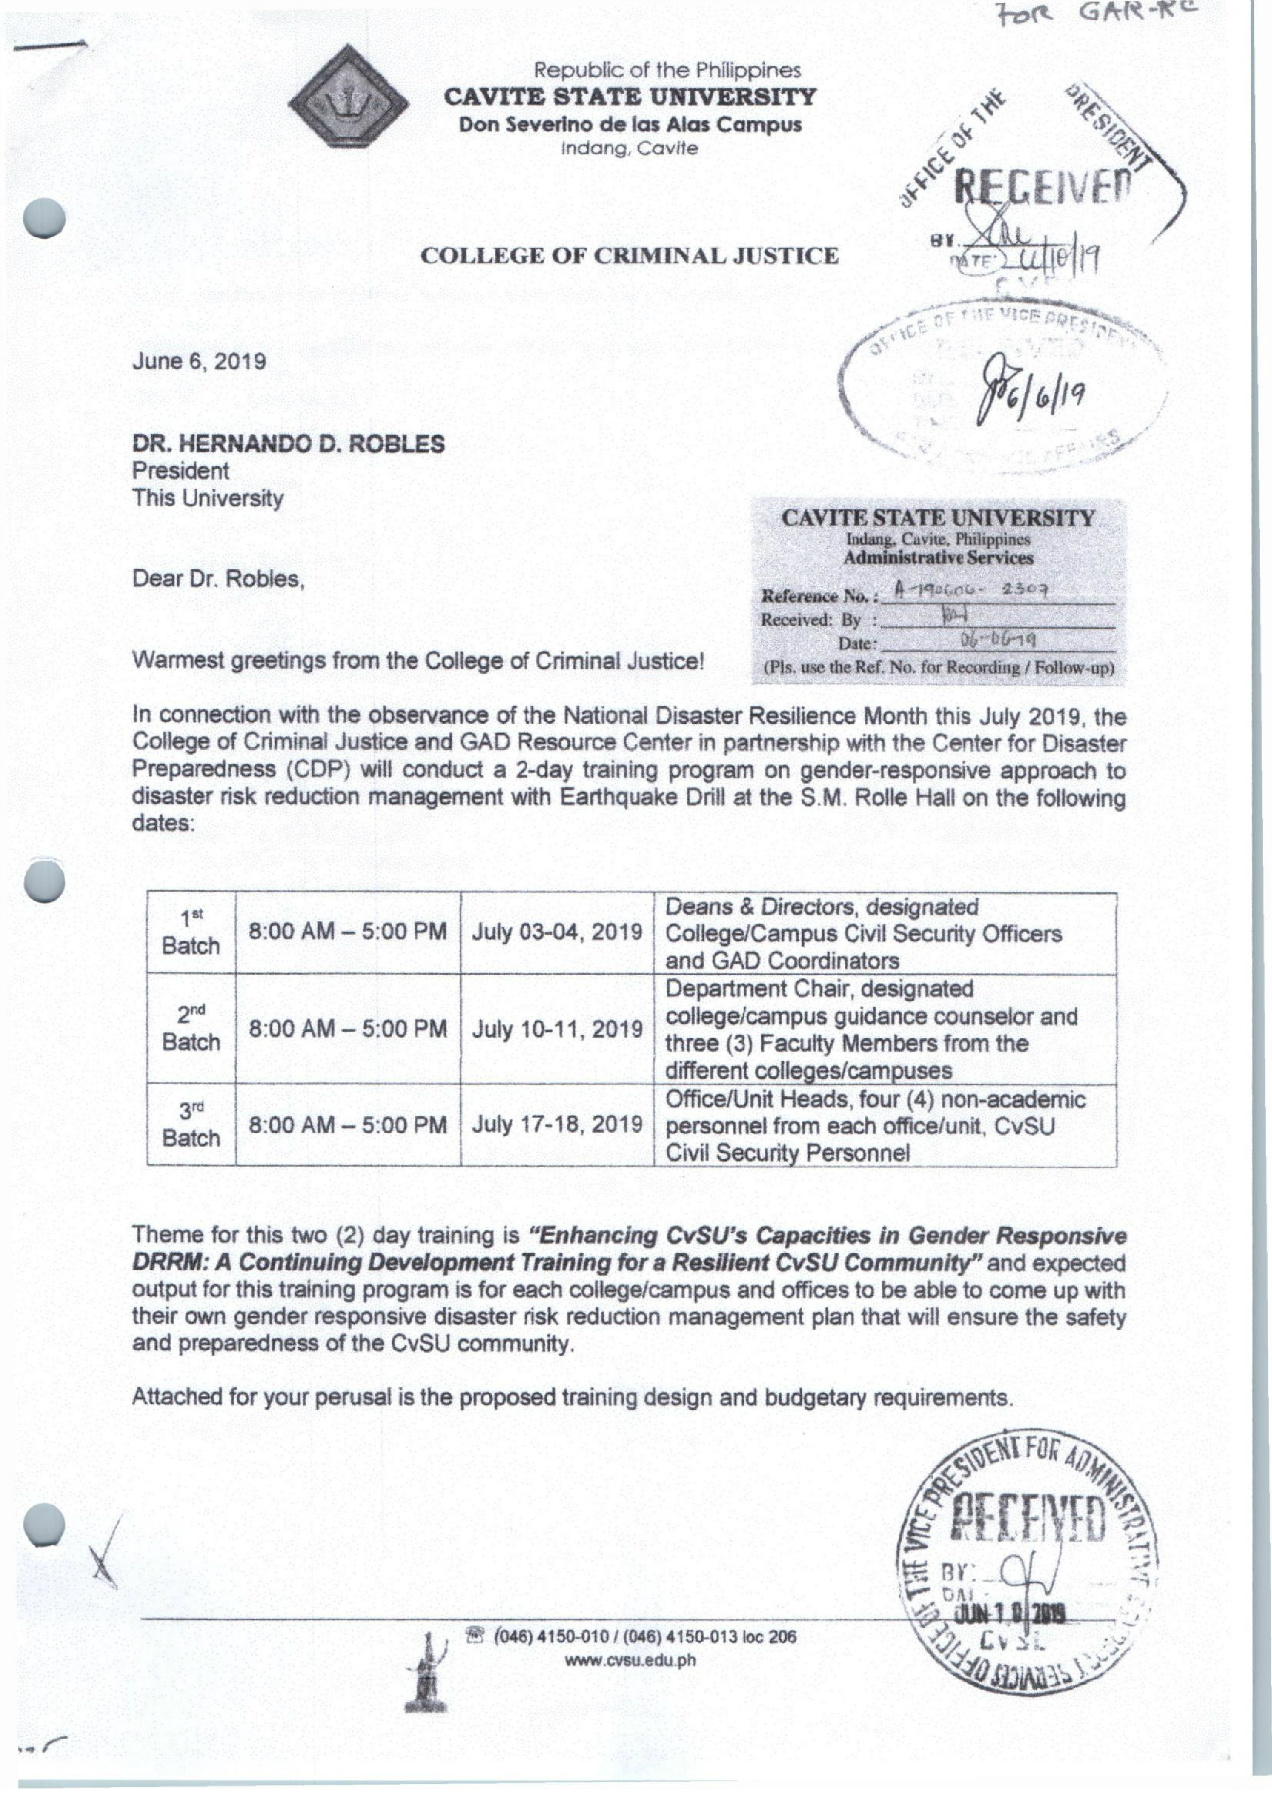 FOR GAR-RC
Republic of the Philippines
CAVITE STATE UNIVERSITY
Don Severino de las Alas Campus
Indang, Cavite
OFFICE OF THE PRESIDENT
RECEIVED
BY.
DATE:
COLLEGE OF CRIMINAL JUSTICE
OFFICE OF THE VICE PRESIDENT
6/6/19
June 6, 2019
DR. HERNANDO D. ROBLES
President
This University
CAVITE STATE UNIVERSITY
Indang, Cavite, Philippines
Administrative Services
Reference No. : A-190606- 2307
Received: By :
Date: 06-06-19
(Pls. use the Ref. No. for Recording / Follow-up)
Dear Dr. Robles,
Warmest greetings from the College of Criminal Justice!
In connection with the observance of the National Disaster Resilience Month this July 2019, the
College of Criminal Justice and GAD Resource Center in partnership with the Center for Disaster
Preparedness (CDP) will conduct a 2-day training program on gender-responsive approach to
disaster risk reduction management with Earthquake Drill at the S.M. Rolle Hall on the following
dates:
1st
Batch
8:00 AM – 5:00 PM
July 03-04, 2019
Deans & Directors, designated
College/Campus Civil Security Officers
and GAD Coordinators
2nd
Batch
8:00 AM – 5:00 PM
July 10-11, 2019
Department Chair, designated
college/campus guidance counselor and
three (3) Faculty Members from the
different colleges/campuses
3rd
Batch
8:00 AM – 5:00 PM
July 17-18, 2019
Office/Unit Heads, four (4) non-academic
personnel from each office/unit, CvSU
Civil Security Personnel
Theme for this two (2) day training is “Enhancing CvSU’s Capacities in Gender Responsive
DRRM: A Continuing Development Training for a Resilient CvSU Community” and expected
output for this training program is for each college/campus and offices to be able to come up with
their own gender responsive disaster risk reduction management plan that will ensure the safety
and preparedness of the CvSU community.
Attached for your perusal is the proposed training design and budgetary requirements.
OFFICE OF THE VICE PRESIDENT FOR ADMINISTRATIVE
RECEIVED
BY:
JUN 10 2019
(046) 4150-010 / (046) 4150-013 loc 206
www.cvsu.edu.ph